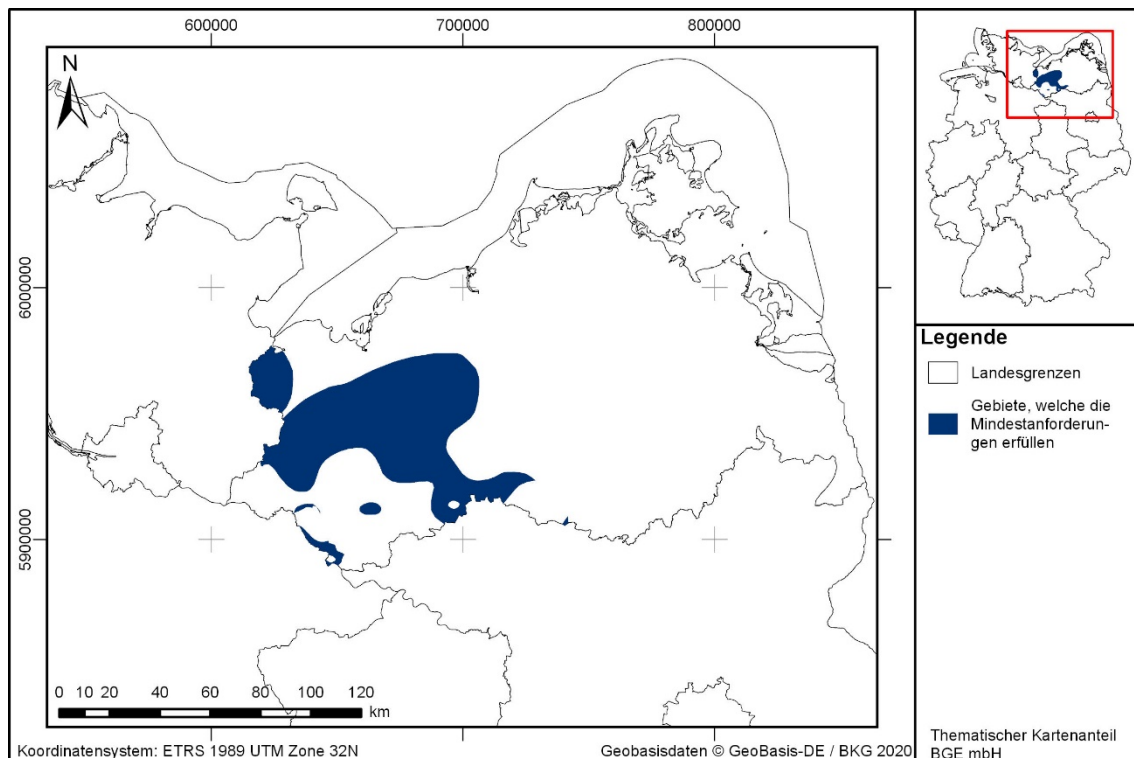 600000
700000
800000
N
6000000
5900000
0 10 20 40 60 80 100 120
km
Koordinatensystem: ETRS 1989 UTM Zone 32N
Geobasisdaten © GeoBasis-DE / BKG 2020
Legende
Landesgrenzen
Gebiete, welche die
Mindestanforderun-
gen erfüllen
Thematischer Kartenanteil
BGE mbH